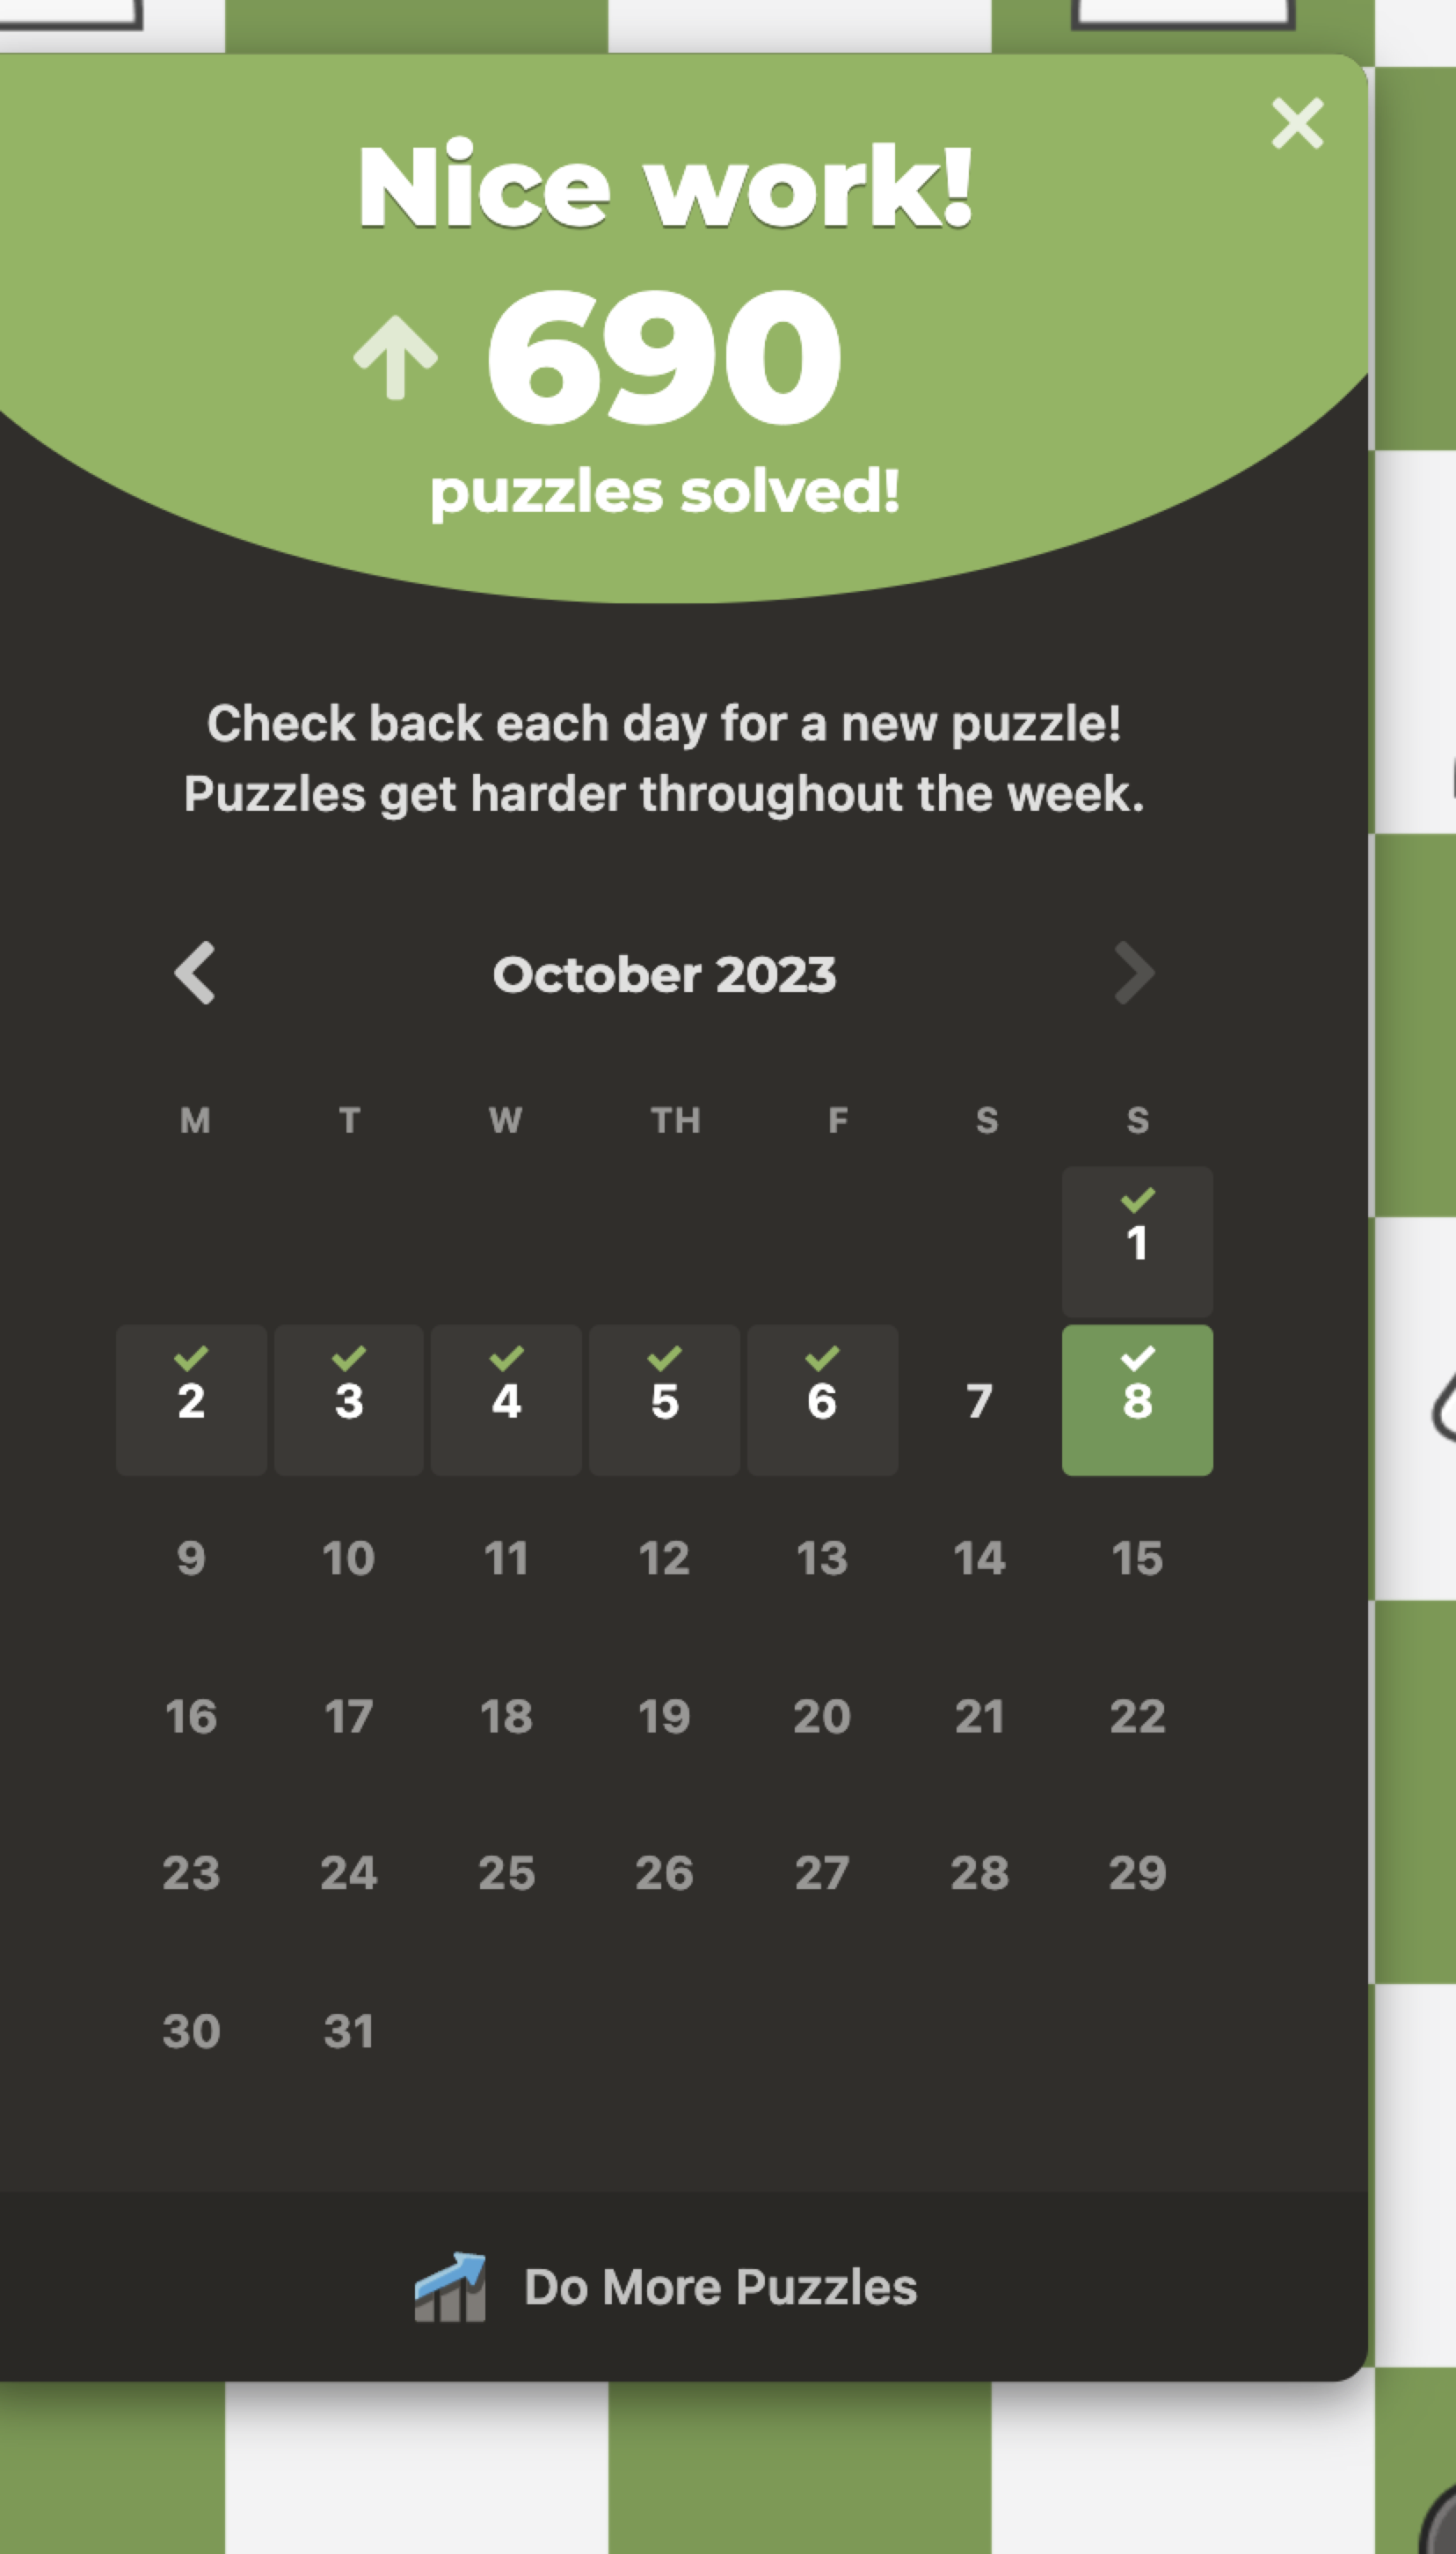 Nice work!
690
puzzles solved!
Check back each day for a new puzzle!
Puzzles get harder throughout the week.
October 2023
M T W TH F S S
1
2 3 4 5 6 7 8
9 10 11 12 13 14 15
16 17 18 19 20 21 22
23 24 25 26 27 28 29
30 31
Do More Puzzles